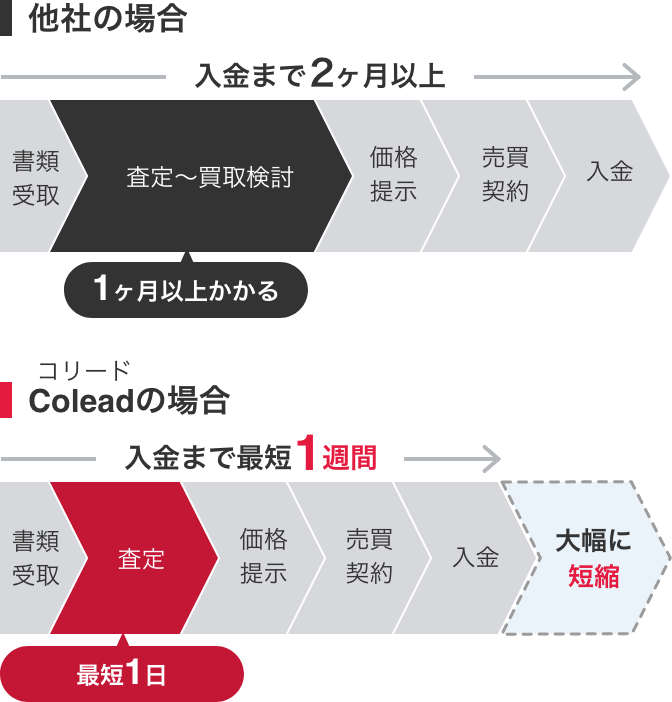 他社の場合
入金まで2ヶ月以上
書類
受取
査定〜買取検討
価格
提示
売買
契約
入金
1ヶ月以上かかる
コリード
Coleadの場合
入金まで最短1週間
書類
受取
査定
価格
提示
売買
契約
入金
大幅に
短縮
最短1日